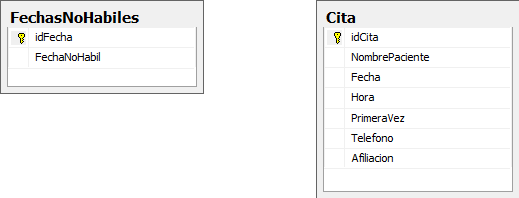 FechasNoHabiles
idFecha
FechaNoHabil
Cita
idCita
NombrePaciente
Fecha
Hora
PrimeraVez
Telefono
Afiliacion